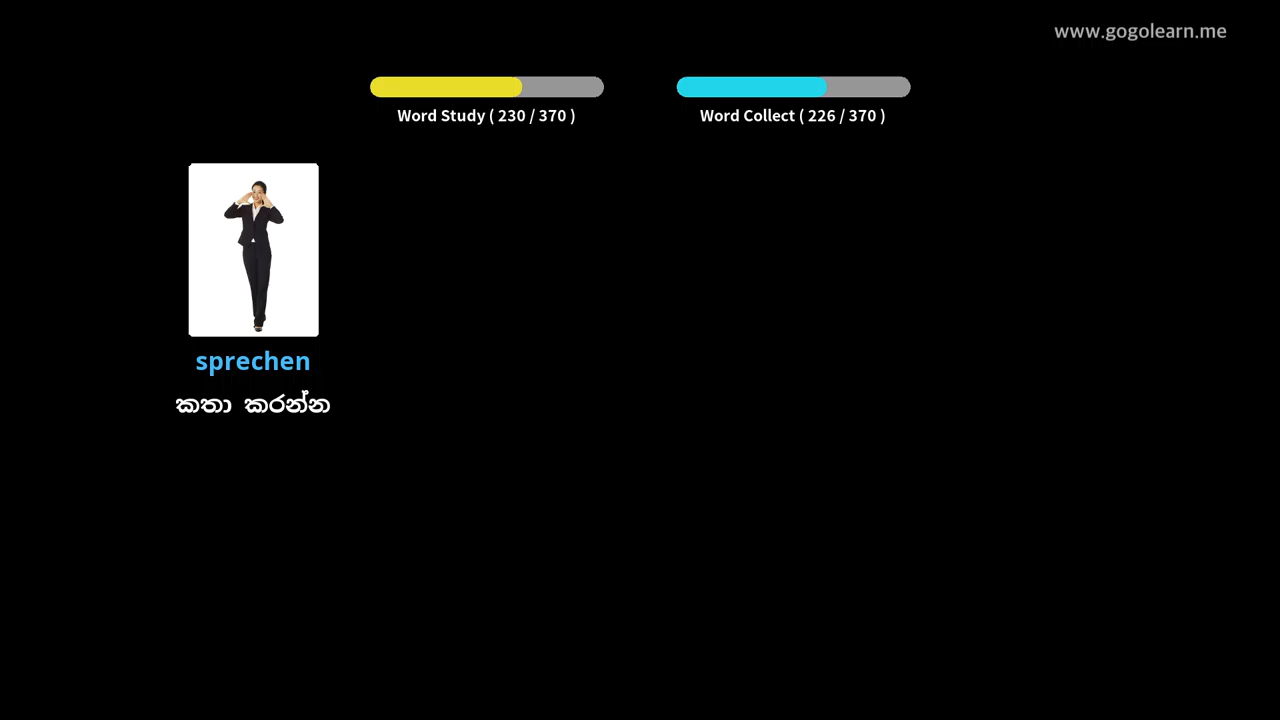 www.gogolearn.me
Word Study ( 230 / 370 )
Word Collect ( 226 / 370 )
sprechen
කතා කරන්න